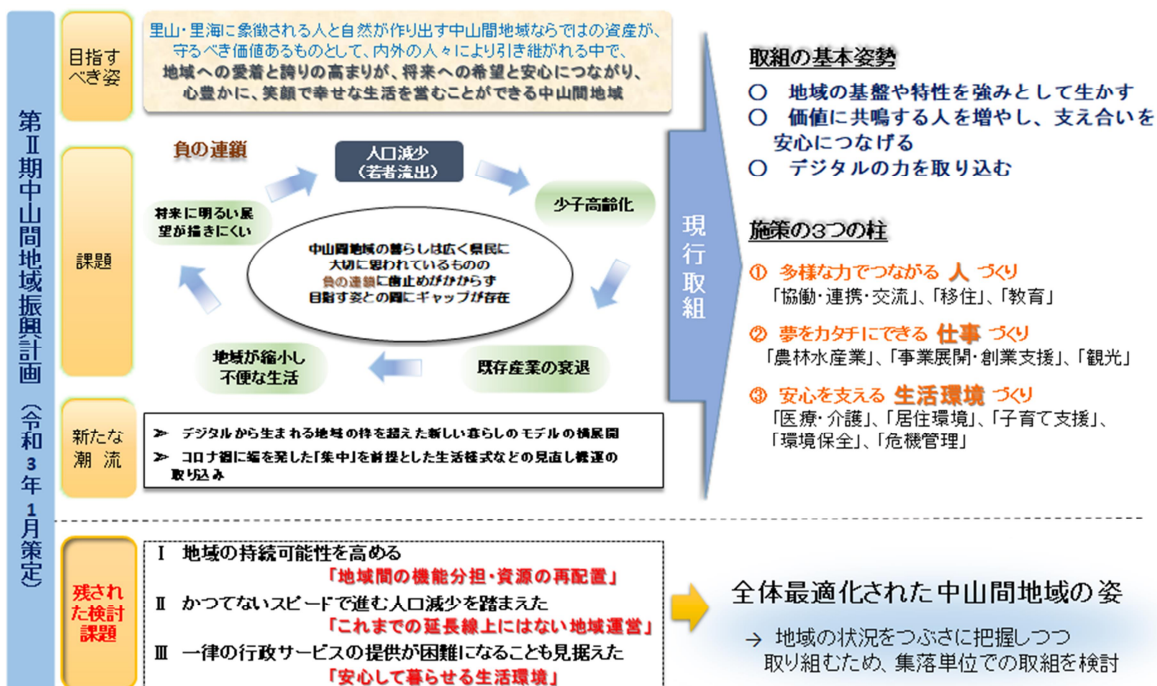 第Ⅱ期中山間地域振興計画(令和3年1月策定)
目指す
べき姿
里山・里海に象徴される人と自然が作り出す中山間地域ならではの資産が、
守るべき価値あるものとして、内外の人々により引き継がれる中で、
地域への愛着と誇りの高まりが、将来への希望と安心につながり、
心豊かに、笑顔で幸せな生活を営むことができる中山間地域
課題
負の連鎖
人口減少
(若者流出)
少子高齢化
既存産業の衰退
地域が縮小し
不便な生活
将来に明るい展
望が描きにくい
中山間地域の暮らしは広く県民に
大切に思われているものの
負の連鎖に歯止めがかからず
目指す姿との間にギャップが存在
新たな
潮 流
➢ デジタルから生まれる地域の枠を超えた新しい暮らしのモデルの横展開
➢ コロナ禍に端を発した「集中」を前提とした生活様式などの見直し機運の
取り込み
現行取組
取組の基本姿勢
○ 地域の基盤や特性を強みとして生かす
○ 価値に共鳴する人を増やし、支え合いを
安心につなげる
○ デジタルの力を取り込む
施策の3つの柱
① 多様な力でつながる 人 づくり
「協働・連携・交流」、「移住」、「教育」
② 夢をカタチにできる 仕事 づくり
「農林水産業」、「事業展開・創業支援」、「観光」
③ 安心を支える 生活環境 づくり
「医療・介護」、「居住環境」、「子育て支援」、
「環境保全」、「危機管理」
残され
た検討
課題
Ⅰ 地域の持続可能性を高める
「地域間の機能分担・資源の再配置」
Ⅱ かつてないスピードで進む人口減少を踏まえた
「これまでの延長線上にはない地域運営」
Ⅲ 一律の行政サービスの提供が困難になることも見据えた
「安心して暮らせる生活環境」
全体最適化された中山間地域の姿
→ 地域の状況をつぶさに把握しつつ
取り組むため、集落単位での取組を検討